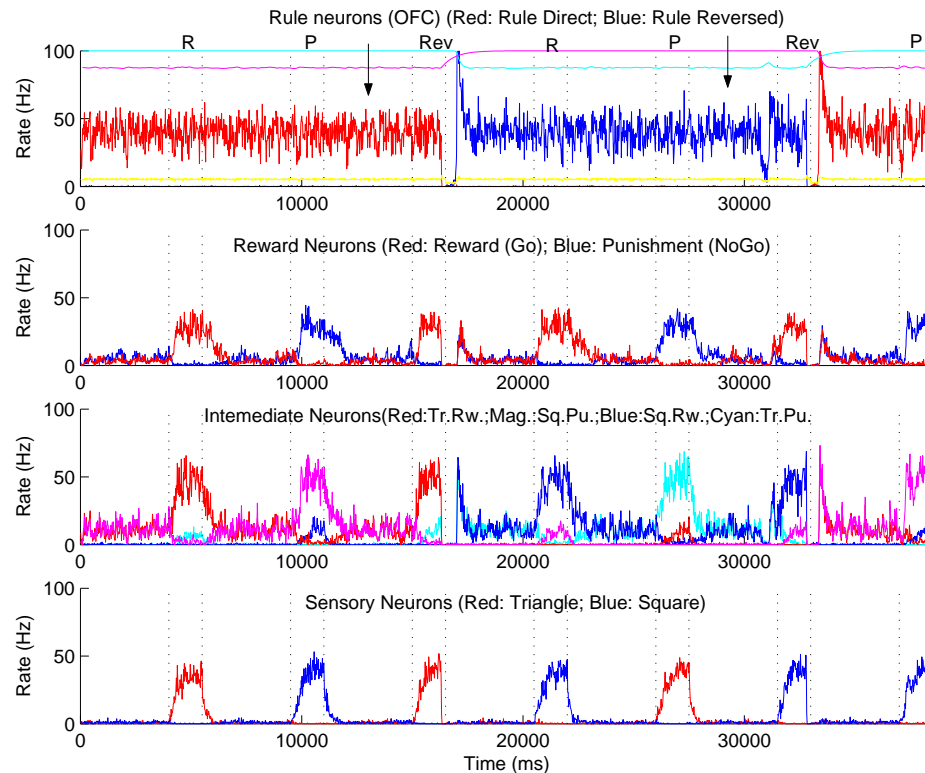 Rule neurons (OFC) (Red: Rule Direct; Blue: Rule Reversed)
R P Rev R P Rev P
100
50
0
Rate (Hz)
0 10000 20000 30000
Reward Neurons (Red: Reward (Go); Blue: Punishment (NoGo)
100
50
0
Rate (Hz)
0 10000 20000 30000
Intemediate Neurons(Red:Tr.Rw.;Mag.:Sq.Pu.;Blue:Sq.Rw.;Cyan:Tr.Pu.
100
50
0
Rate (Hz)
0 10000 20000 30000
Sensory Neurons (Red: Triangle; Blue: Square)
100
50
0
Rate (Hz)
0 10000 20000 30000
Time (ms)